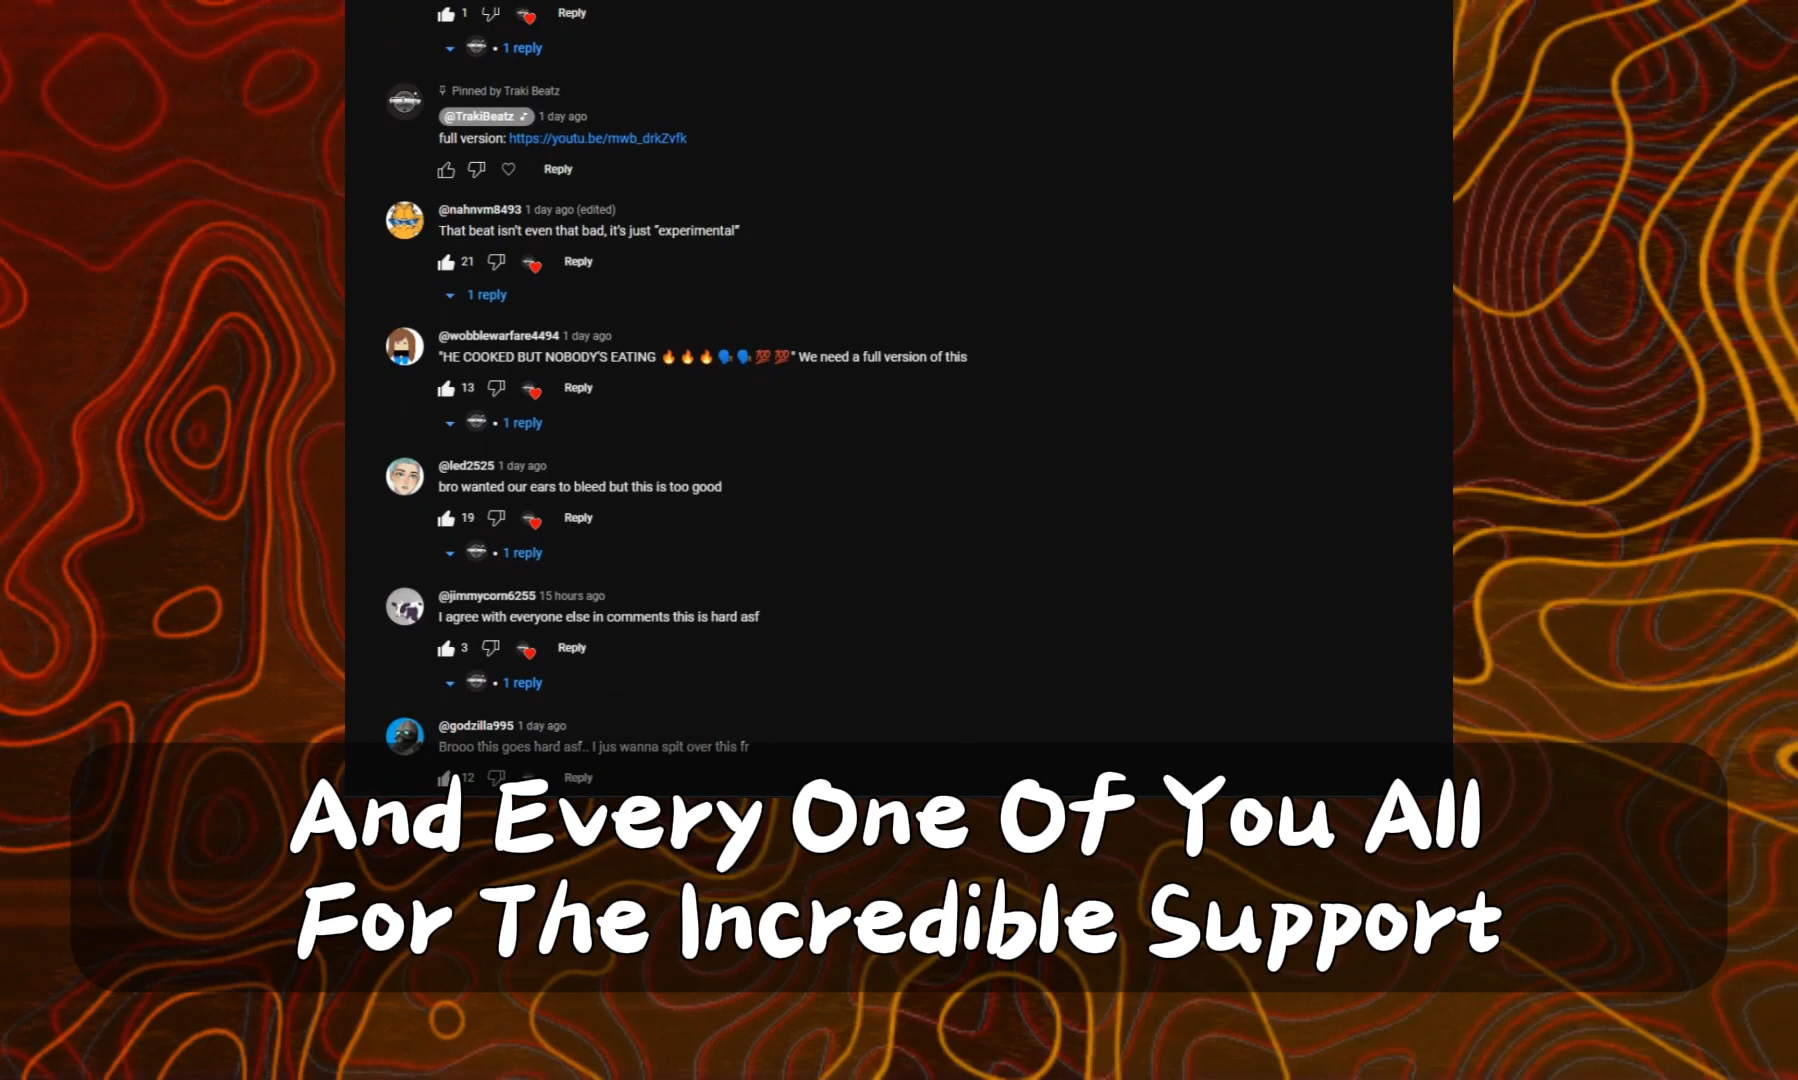 1 Reply
• 1 reply
Pinned by Traki Beatz
@TrakiBeatz ♪ 1 day ago
full version: https://youtu.be/mwb_drkZvfk
Reply
@nahnvm8493 1 day ago (edited)
That beat isn't even that bad, it's just "experimental"
21 Reply
1 reply
@wobblewarfare4494 1 day ago
"HE COOKED BUT NOBODY'S EATING 🔥🔥🔥🗣️🗣️💯💯" We need a full version of this
13 Reply
• 1 reply
@led2525 1 day ago
bro wanted our ears to bleed but this is too good
19 Reply
• 1 reply
@jimmycorn6255 15 hours ago
I agree with everyone else in comments this is hard asf
3 Reply
• 1 reply
@godzilla995 1 day ago
Brooo this goes hard asf.. I jus wanna spit over this fr
12 Reply
And Every One Of You All
For The Incredible Support